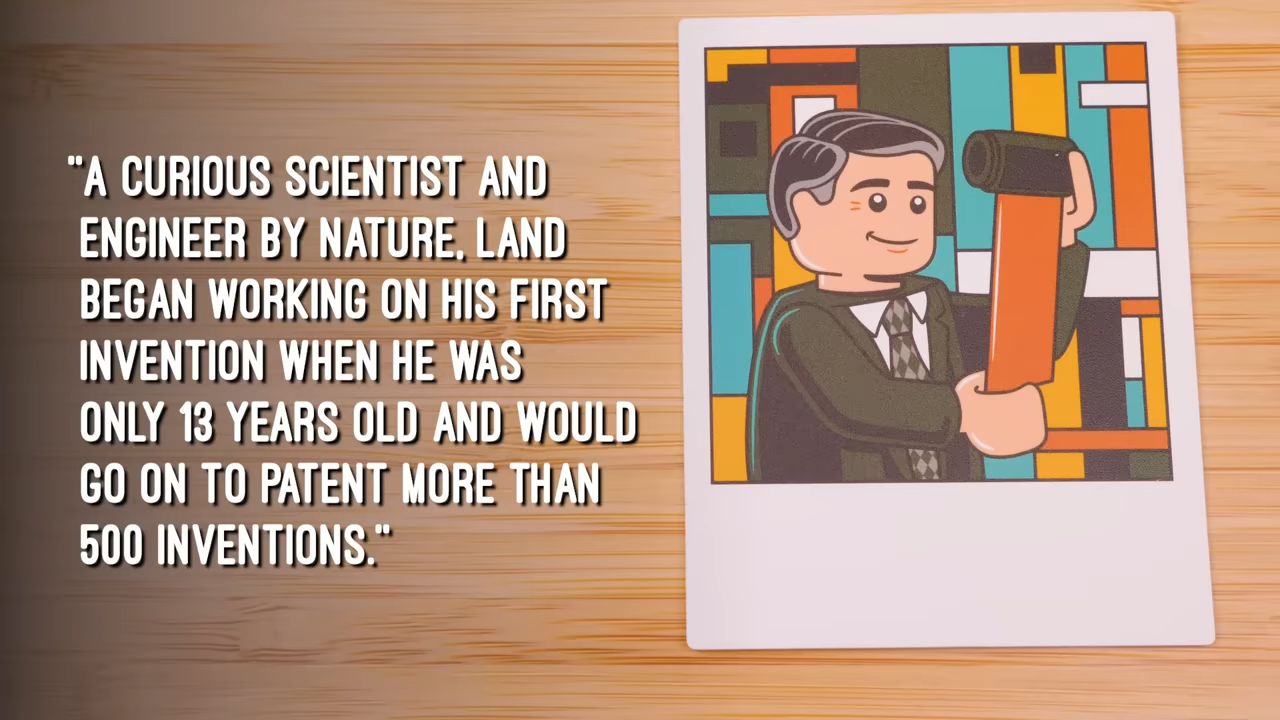 "A CURIOUS SCIENTIST AND
ENGINEER BY NATURE, LAND
BEGAN WORKING ON HIS FIRST
INVENTION WHEN HE WAS
ONLY 13 YEARS OLD AND WOULD
GO ON TO PATENT MORE THAN
500 INVENTIONS."